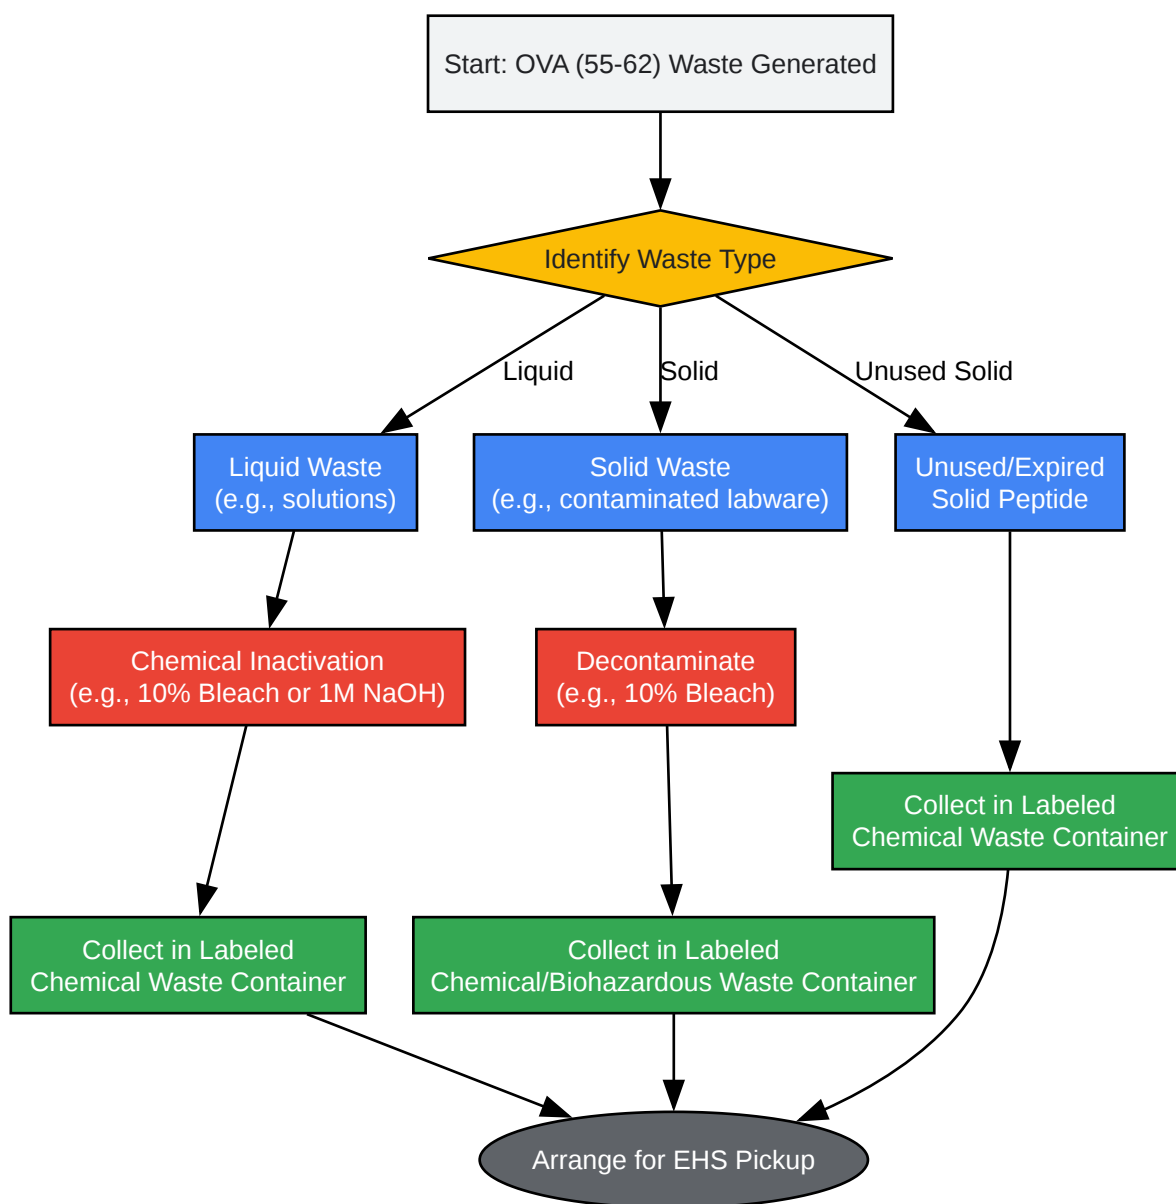 Start: OVA (55-62) Waste Generated
Identify Waste Type
Liquid
Solid
Unused Solid
Liquid Waste
(e.g., solutions)
Solid Waste
(e.g., contaminated labware)
Unused/Expired
Solid Peptide
Chemical Inactivation
(e.g., 10% Bleach or 1M NaOH)
Decontaminate
(e.g., 10% Bleach)
Collect in Labeled
Chemical Waste Container
Collect in Labeled
Chemical Waste Container
Collect in Labeled
Chemical/Biohazardous Waste Container
Arrange for EHS Pickup